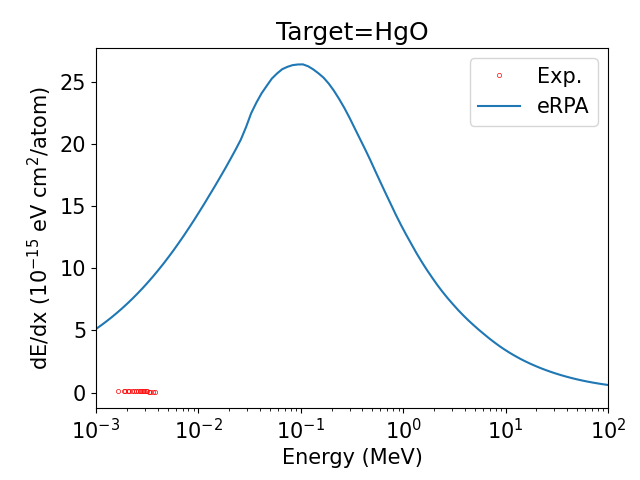 Target=HgO
Exp.
eRPA
dE/dx (10⁻¹⁵ eV cm²/atom)
25
20
15
10
5
0
10⁻³ 10⁻² 10⁻¹ 10⁰ 10¹ 10²
Energy (MeV)